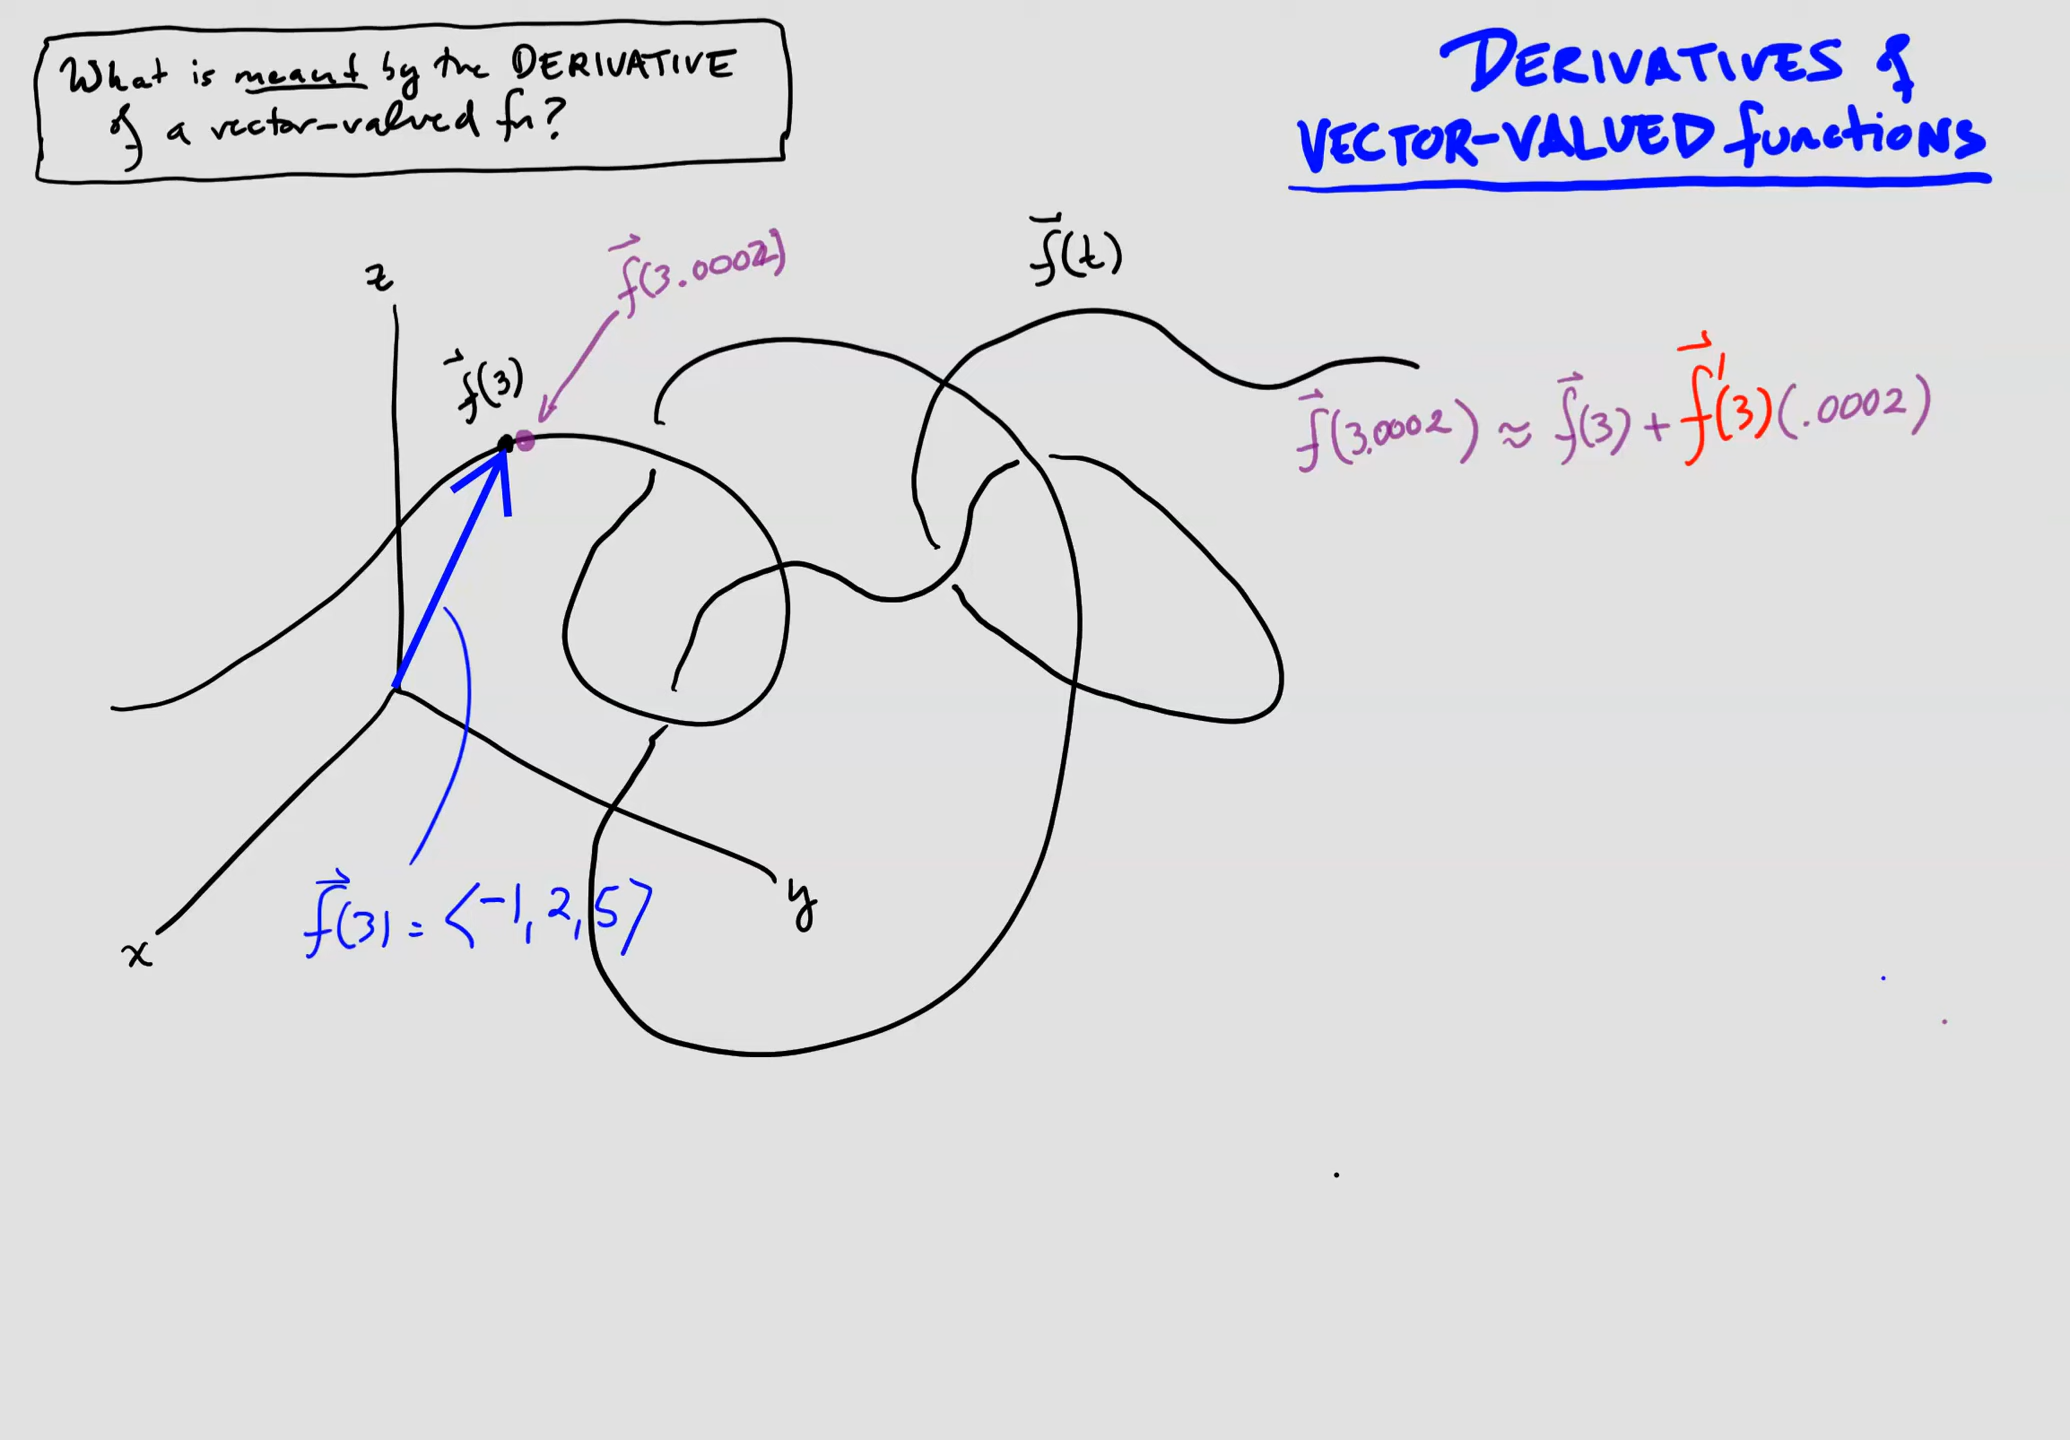 What is meant by the DERIVATIVE
of a vector-valued fn?
DERIVATIVES of
VECTOR-VALUED functions
z
f⃗(3.0002)
f⃗(t)
f⃗(3)
f⃗(3.0002) ≈ f⃗(3) + f⃗'(3)(.0002)
f⃗(3) = ⟨-1, 2, 5⟩
y
x